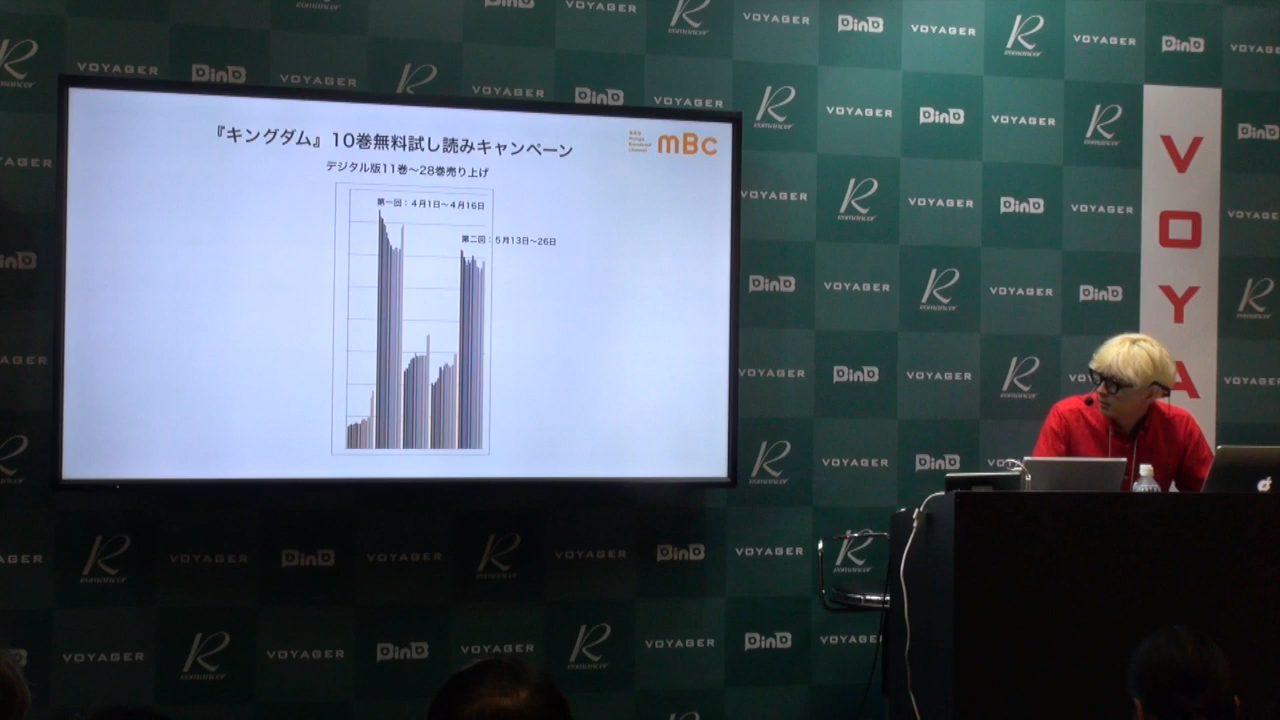 『キングダム』10巻無料試し読みキャンペーン
mBC
デジタル版11巻～28巻売り上げ
第一回：4月1日～4月16日
第二回：5月13日～26日
VOYAGER
BinB
R
romancer
VOYA